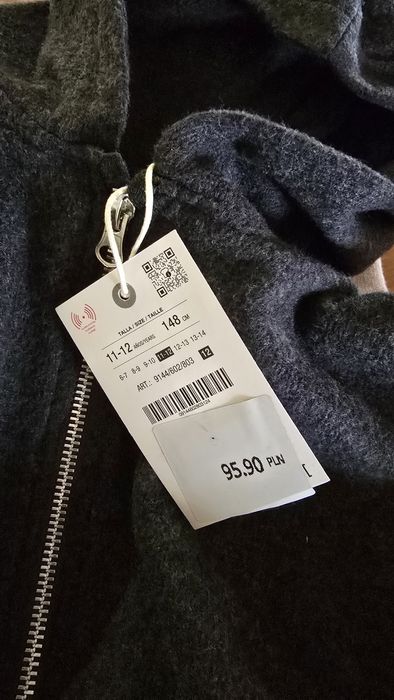 TALLA / SIZE / TAILLE
11-12 AÑOS/YEARS 148 CM
6-7 8-9 9-10 11-12 12-13 13-14
12
ART.: 9144/602/803
95.90 PLN